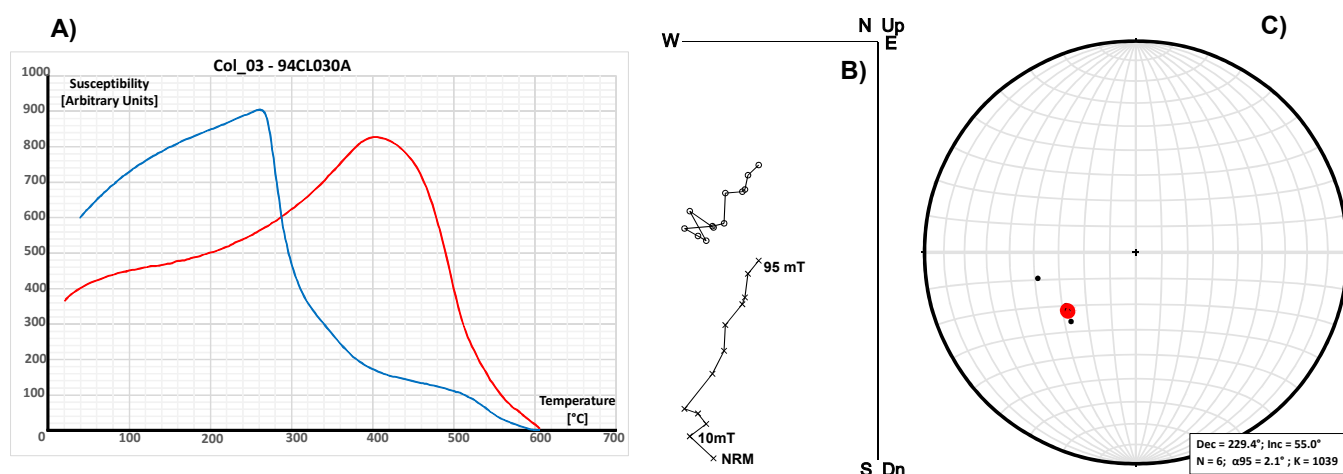 A)
Col_03 - 94CL030A
Susceptibility
[Arbitrary Units]
1000
900
800
700
600
500
400
300
200
100
0
0 100 200 300 400 500 600 700
Temperature
[°C]
B)
N Up
W E
95 mT
10mT
NRM
S Dn
C)
Dec = 229.4°; Inc = 55.0°
N = 6; α95 = 2.1° ; K = 1039